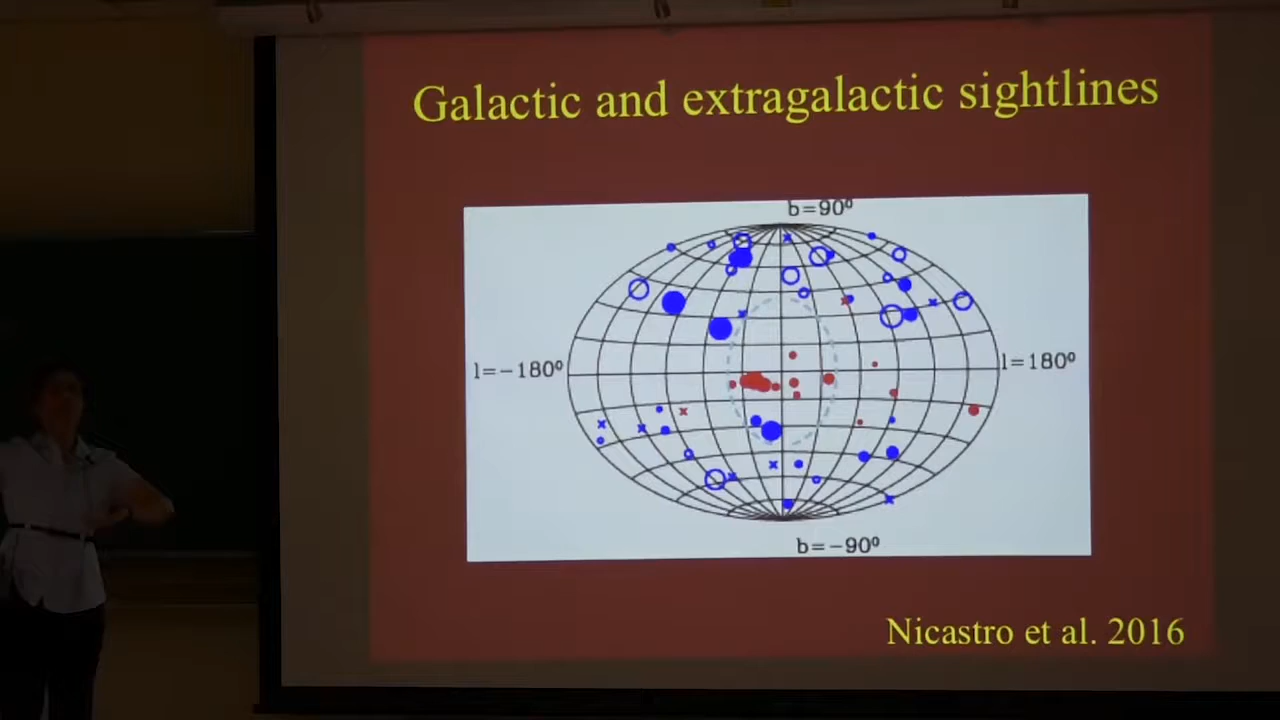 Galactic and extragalactic sightlines
b=90º
l=−180º
l=180º
b=−90º
Nicastro et al. 2016